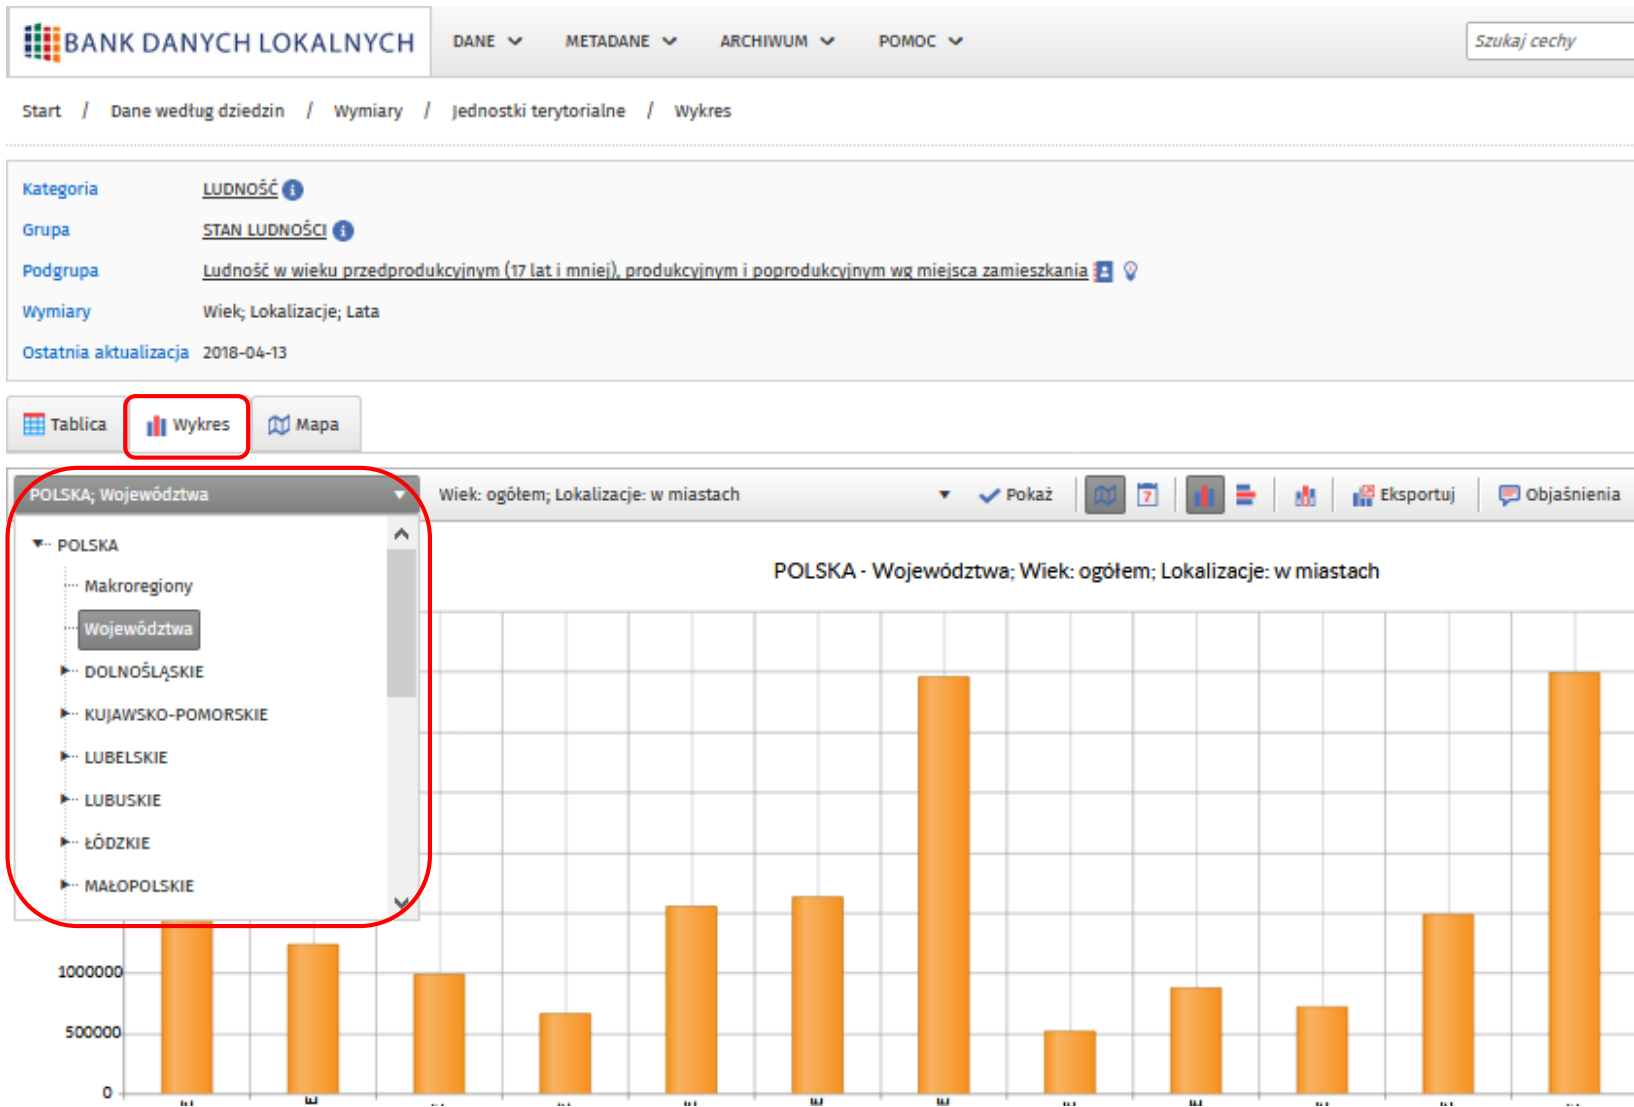 BANK DANYCH LOKALNYCH
DANE
METADANE
ARCHIWUM
POMOC
Szukaj cechy
Start / Dane według dziedzin / Wymiary / Jednostki terytorialne / Wykres
Kategoria LUDNOŚĆ
Grupa STAN LUDNOŚCI
Podgrupa Ludność w wieku przedprodukcyjnym (17 lat i mniej), produkcyjnym i poprodukcyjnym wg miejsca zamieszkania
Wymiary Wiek; Lokalizacje; Lata
Ostatnia aktualizacja 2018-04-13
Tablica
Wykres
Mapa
POLSKA; Województwa
Wiek: ogółem; Lokalizacje: w miastach
Pokaż
7
Eksportuj
Objaśnienia
POLSKA
Makroregiony
Województwa
DOLNOŚLĄSKIE
KUJAWSKO-POMORSKIE
LUBELSKIE
LUBUSKIE
ŁÓDZKIE
MAŁOPOLSKIE
POLSKA - Województwa; Wiek: ogółem; Lokalizacje: w miastach
1000000
500000
0